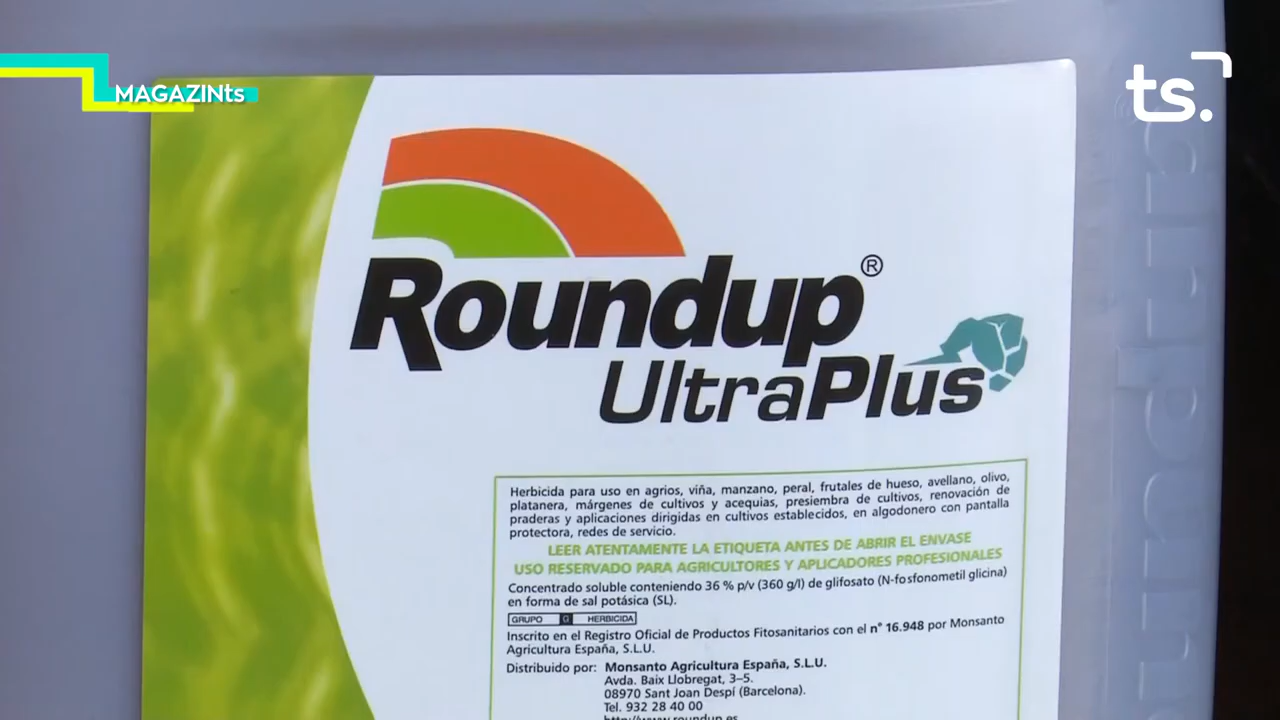 MAGAZINts
ts.
Roundup®
UltraPlus
Herbicida para uso en agrios, viña, manzano, peral, frutales de hueso, avellano, olivo,
platanera, márgenes de cultivos y acequias, presiembra de cultivos, renovación de
praderas y aplicaciones dirigidas en cultivos establecidos, en algodonero con pantalla
protectora, redes de servicio.
LEER ATENTAMENTE LA ETIQUETA ANTES DE ABRIR EL ENVASE
USO RESERVADO PARA AGRICULTORES Y APLICADORES PROFESIONALES
Concentrado soluble conteniendo 36 % p/v (360 g/l) de glifosato (N-fosfonometil glicina)
en forma de sal potásica (SL).
GRUPO G HERBICIDA
Inscrito en el Registro Oficial de Productos Fitosanitarios con el n° 16.948 por Monsanto
Agricultura España, S.L.U.
Distribuido por: Monsanto Agricultura España, S.L.U.
Avda. Baix Llobregat, 3–5.
08970 Sant Joan Despí (Barcelona).
Tel. 932 28 40 00
http://www.roundup.es